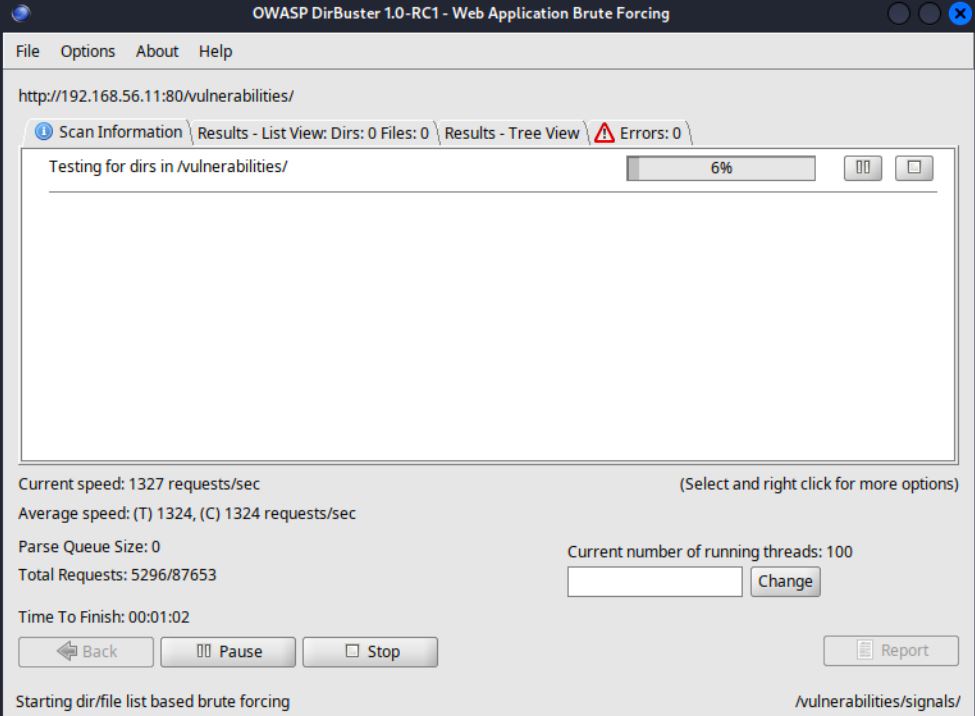 OWASP DirBuster 1.0-RC1 - Web Application Brute Forcing
File Options About Help
http://192.168.56.11:80/vulnerabilities/
Scan Information Results - List View: Dirs: 0 Files: 0 Results - Tree View Errors: 0
Testing for dirs in /vulnerabilities/ 6%
Current speed: 1327 requests/sec (Select and right click for more options)
Average speed: (T) 1324, (C) 1324 requests/sec
Parse Queue Size: 0
Current number of running threads: 100
Total Requests: 5296/87653
Change
Time To Finish: 00:01:02
Back Pause Stop Report
Starting dir/file list based brute forcing /vulnerabilities/signals/